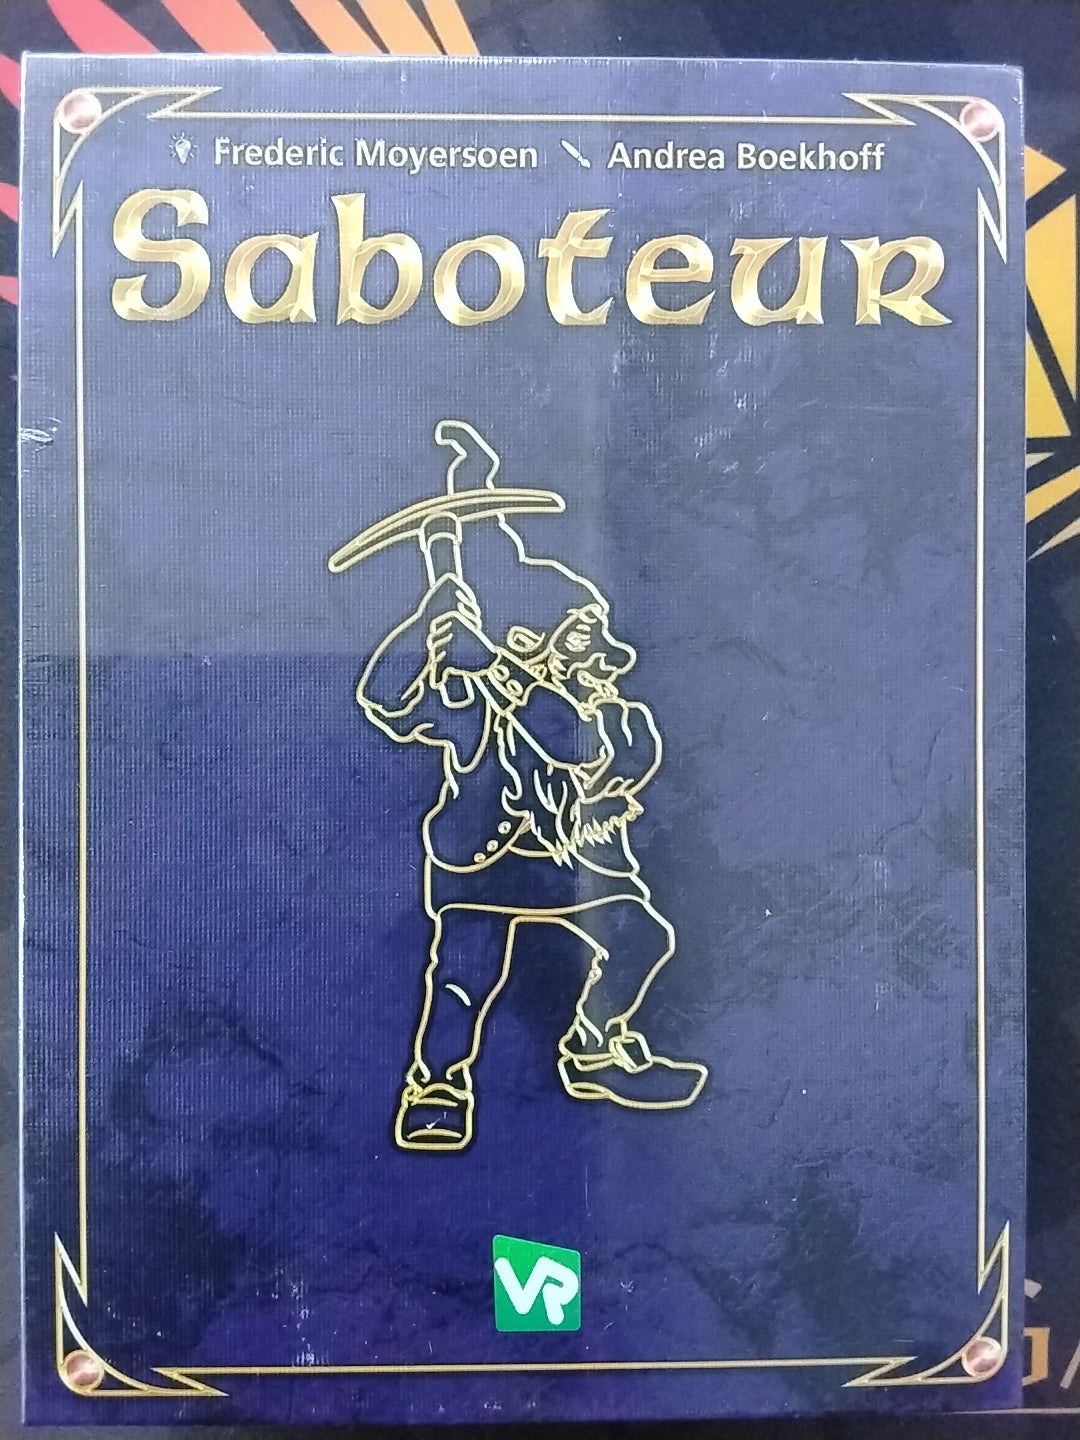 Frederic Moyersoen Andrea Boekhoff
Saboteur
VR